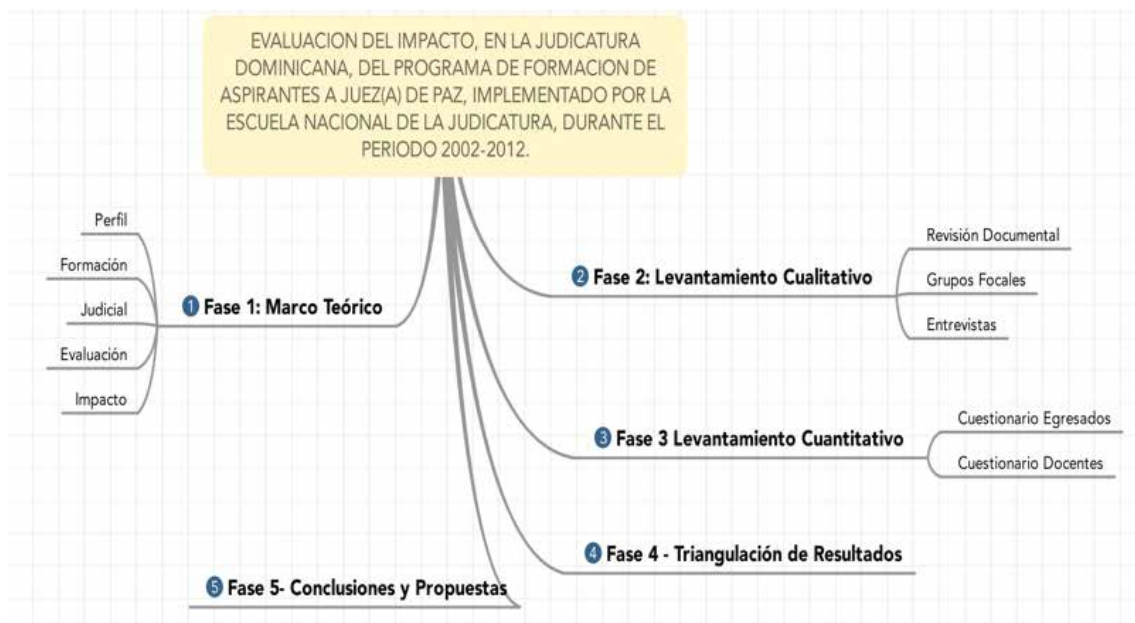 EVALUACION DEL IMPACTO, EN LA JUDICATURA
DOMINICANA, DEL PROGRAMA DE FORMACION DE
ASPIRANTES A JUEZ(A) DE PAZ, IMPLEMENTADO POR LA
ESCUELA NACIONAL DE LA JUDICATURA, DURANTE EL
PERIODO 2002-2012.
1 Fase 1: Marco Teórico
Perfil
Formación
Judicial
Evaluación
Impacto
2 Fase 2: Levantamiento Cualitativo
Revisión Documental
Grupos Focales
Entrevistas
3 Fase 3 Levantamiento Cuantitativo
Cuestionario Egresados
Cuestionario Docentes
4 Fase 4 - Triangulación de Resultados
5 Fase 5- Conclusiones y Propuestas